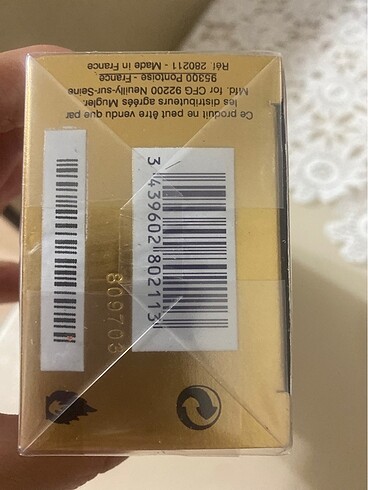 Ce produit ne peut être vendu que par
les distributeurs agréés Mugler.
Mfd. for CFG 92200 Neuilly-sur-Seine
95300 Pontoise - France
Réf. 280211 - Made in France
3 439602 802113
809703